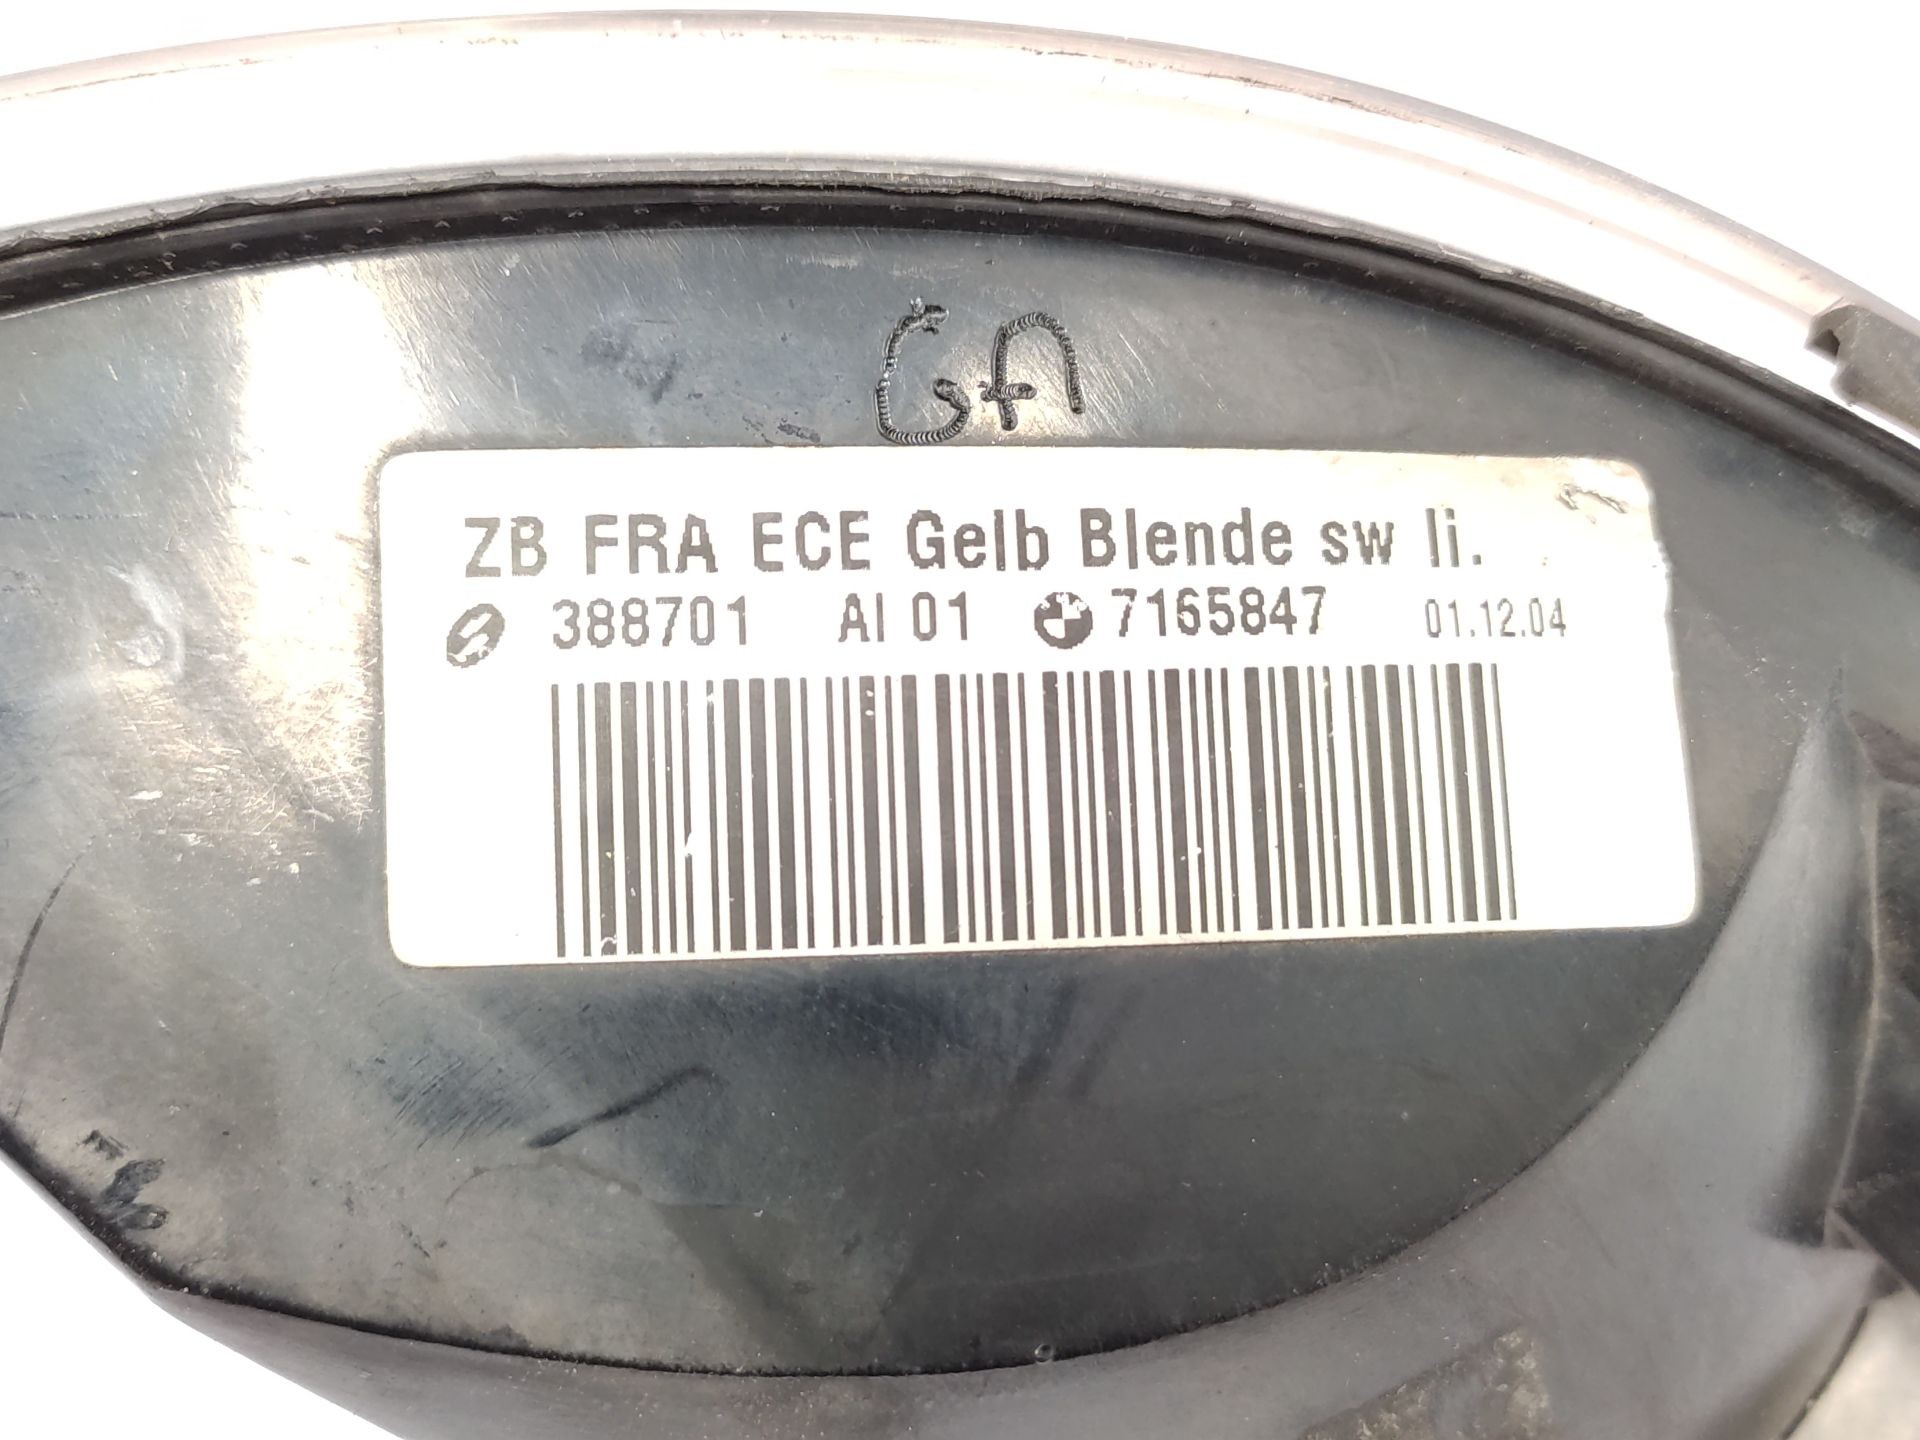 GA
ZB FRA ECE Gelb Blende sw li.
388701 AI 01 7165847 01.12.04